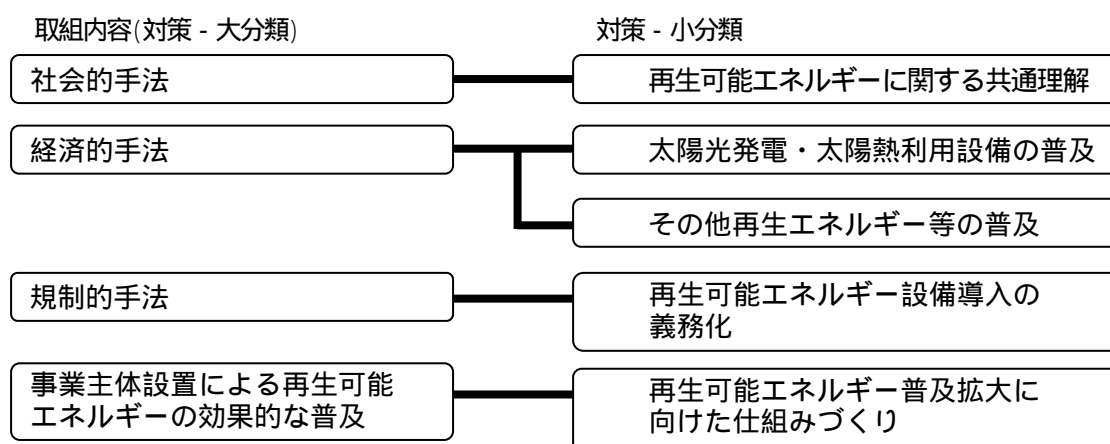 取組内容(対策 - 大分類)
対策 - 小分類
社会的手法
再生可能エネルギーに関する共通理解
経済的手法
太陽光発電・太陽熱利用設備の普及
その他再生エネルギー等の普及
規制的手法
再生可能エネルギー設備導入の
義務化
事業主体設置による再生可能
エネルギーの効果的な普及
再生可能エネルギー普及拡大に
向けた仕組みづくり